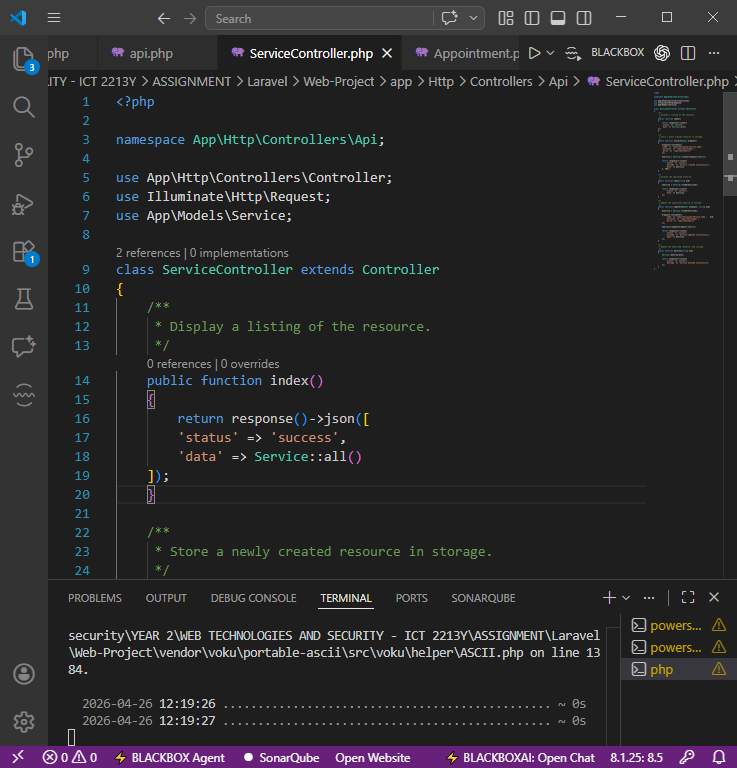 Search
php
api.php
ServiceController.php
Appointment.p
BLACKBOX
ITY - ICT 2213Y > ASSIGNMENT > Laravel > Web-Project > app > Http > Controllers > Api > ServiceController.php >
1 <?php
2
3 namespace App\Http\Controllers\Api;
4
5 use App\Http\Controllers\Controller;
6 use Illuminate\Http\Request;
7 use App\Models\Service;
8
2 references | 0 implementations
9 class ServiceController extends Controller
10 {
11 /**
12 * Display a listing of the resource.
13 */
0 references | 0 overrides
14 public function index()
15 {
16 return response()->json([
17 'status' => 'success',
18 'data' => Service::all()
19 ]);
20 }
21
22 /**
23 * Store a newly created resource in storage.
24 */
3
1
PROBLEMS OUTPUT DEBUG CONSOLE TERMINAL PORTS SONARQUBE
security\YEAR 2\WEB TECHNOLOGIES AND SECURITY - ICT 2213Y\ASSIGNMENT\Laravel
\Web-Project\vendor\voku\portable-ascii\src\voku\helper\ASCII.php on line 13
84.
2026-04-26 12:19:26 ............................................... ~ 0s
2026-04-26 12:19:27 ............................................... ~ 0s
powers...
powers...
php
0 0 BLACKBOX Agent SonarQube Open Website BLACKBOXAI: Open Chat 8.1.25: 8.5